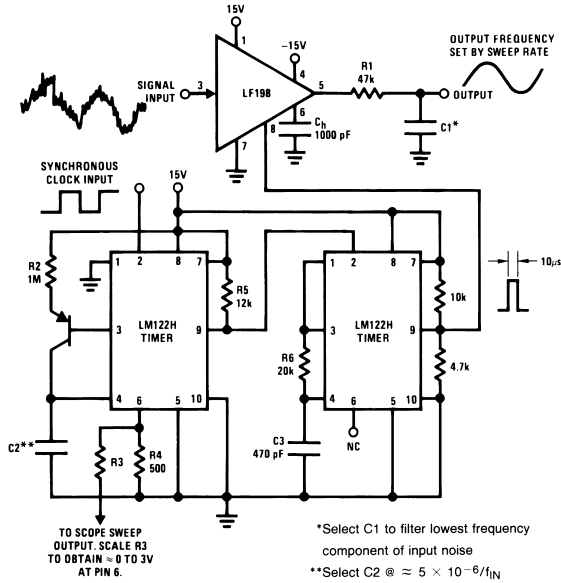 15V
1
-15V
4
SIGNAL
INPUT
3
LF198
5
R1
47k
OUTPUT FREQUENCY
SET BY SWEEP RATE
OUTPUT
8
6
7
Ch
1000 pF
C1*
SYNCHRONOUS
CLOCK INPUT
15V
R2
1M
1
2
8
7
R5
12k
LM122H
TIMER
3
9
4
6
5
10
C2**
R3
R4
500
TO SCOPE SWEEP
OUTPUT. SCALE R3
TO OBTAIN ≈ 0 TO 3V
AT PIN 6.
1
2
8
7
10k
LM122H
TIMER
3
9
R6
20k
4.7k
4
6
5
10
C3
470 pF
NC
10μs
*Select C1 to filter lowest frequency
component of input noise
**Select C2 @ ≈ 5 × 10−6/fIN